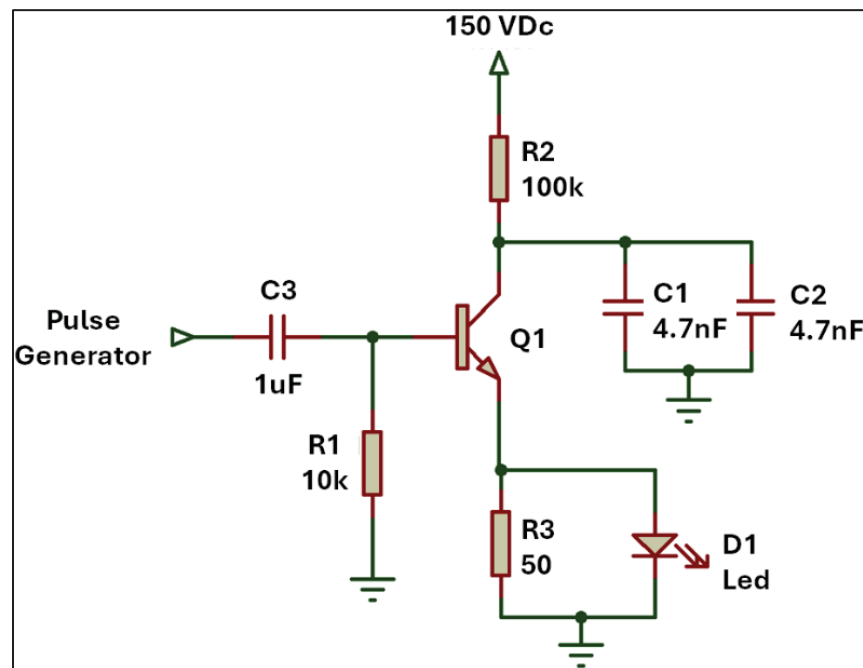 150 VDc
R2
100k
C3
Pulse
Generator
1uF
Q1
C1
4.7nF
C2
4.7nF
R1
10k
R3
50
D1
Led